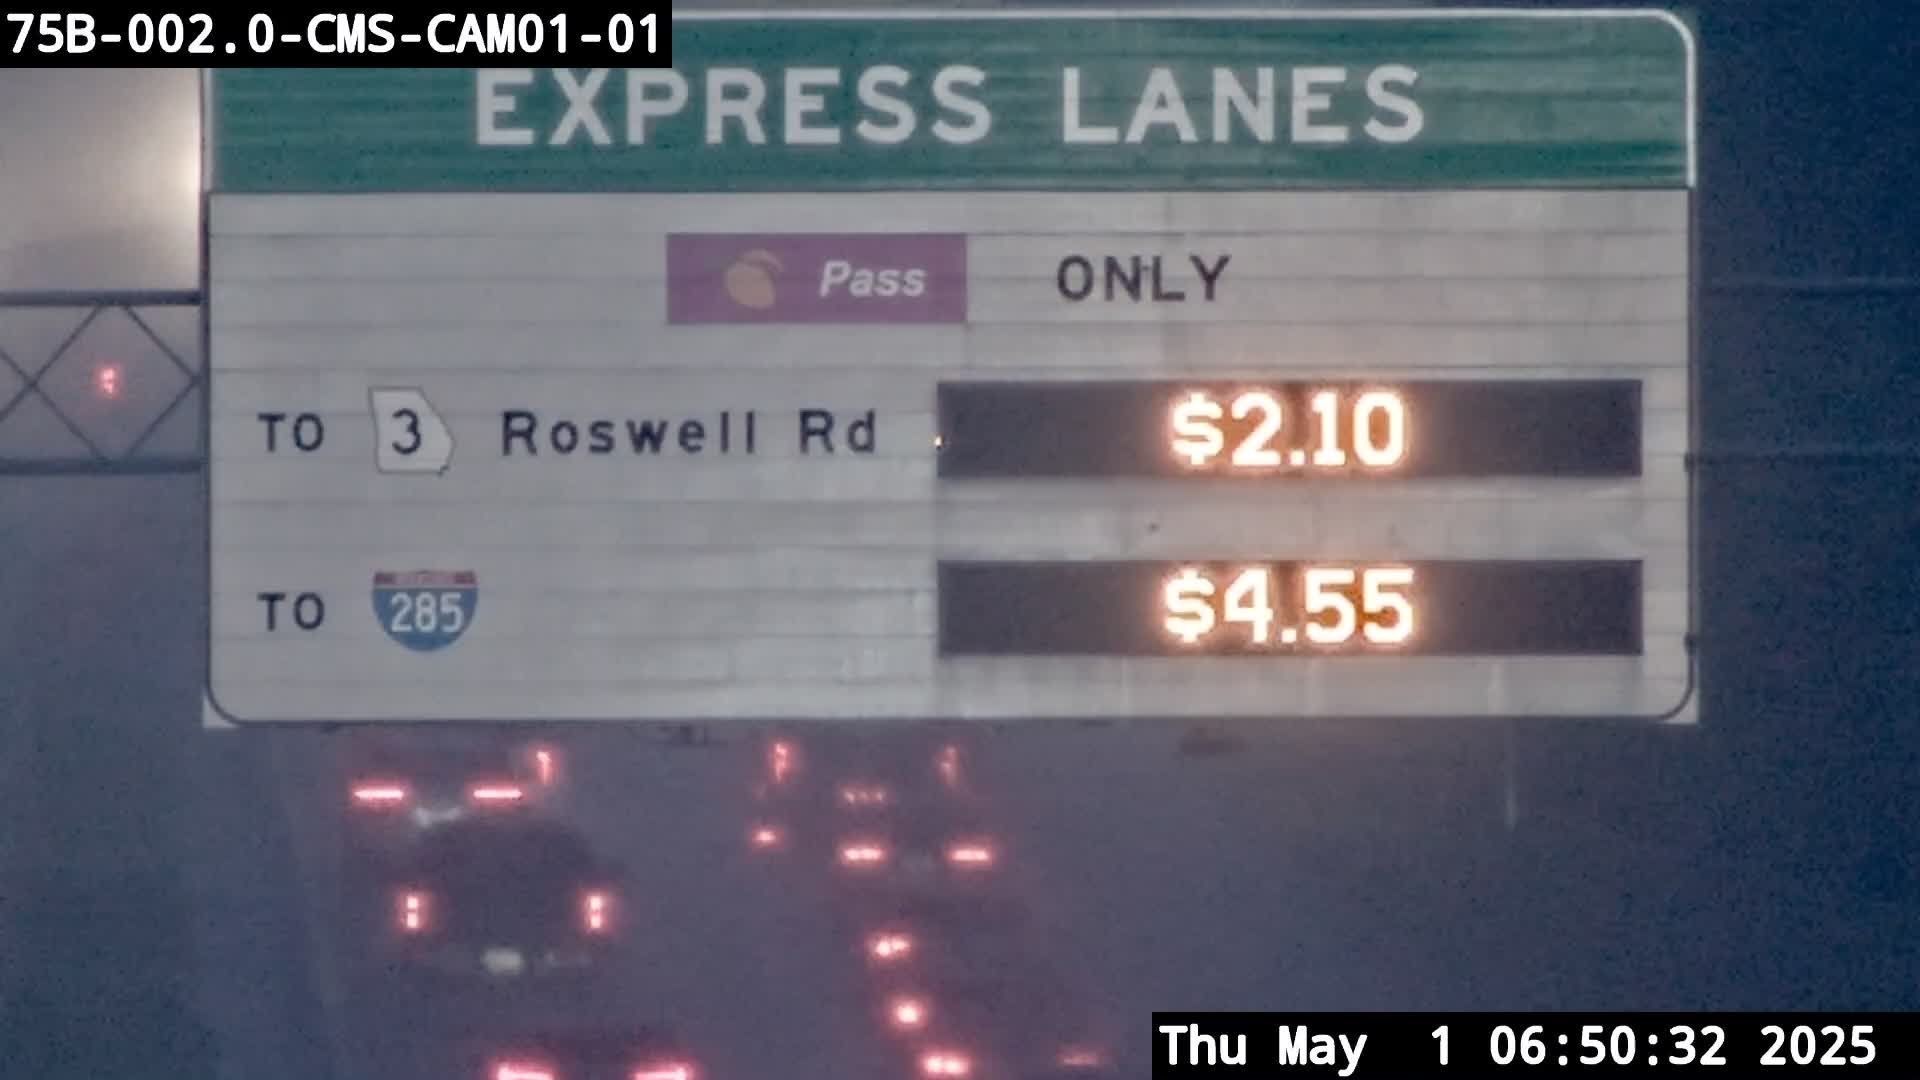 75B-002.0-CMS-CAM01-01
EXPRESS LANES
Pass ONLY
TO 3 Roswell Rd $2.10
TO 285 $4.55
Thu May 1 06:50:32 2025